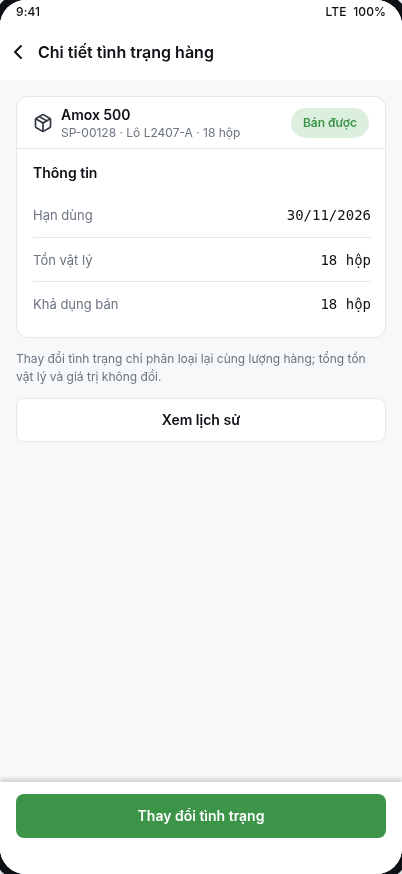 9:41 LTE 100%
Chi tiết tình trạng hàng
Amox 500
SP-00128 · Lô L2407-A · 18 hộp
Bán được
Thông tin
Hạn dùng 30/11/2026
Tồn vật lý 18 hộp
Khả dụng bán 18 hộp
Thay đổi tình trạng chỉ phân loại lại cùng lượng hàng; tổng tồn
vật lý và giá trị không đổi.
Xem lịch sử
Thay đổi tình trạng